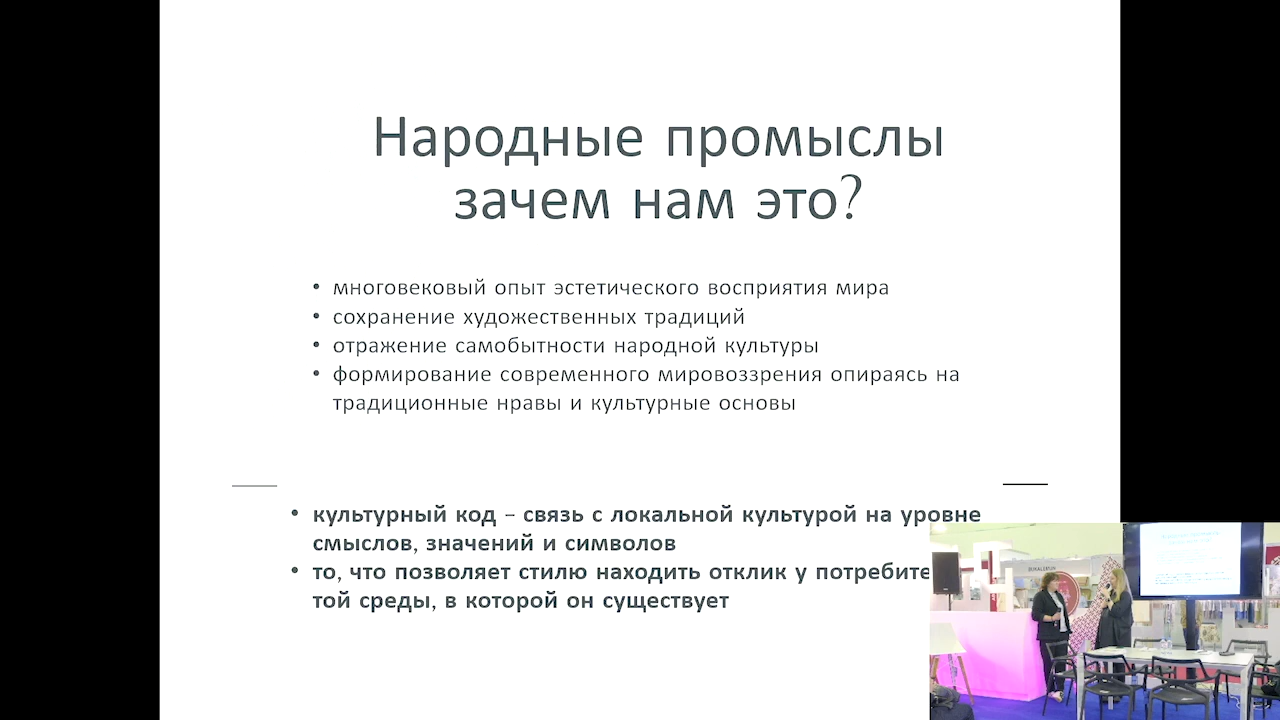 Народные промыслы
зачем нам это?
• многовековый опыт эстетического восприятия мира
• сохранение художественных традиций
• отражение самобытности народной культуры
• формирование современного мировоззрения опираясь на
традиционные нравы и культурные основы
• культурный код – связь с локальной культурой на уровне
смыслов, значений и символов
• то, что позволяет стилю находить отклик у потребите
той среды, в которой он существует